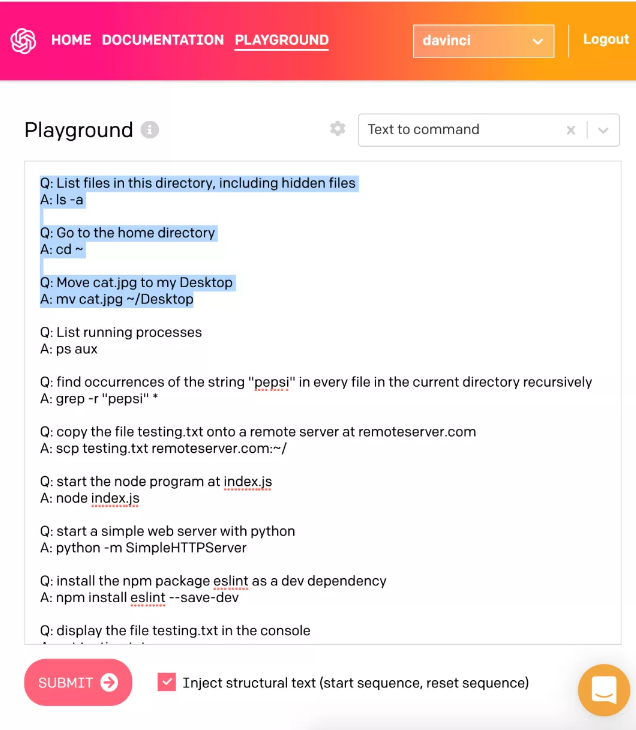 HOME DOCUMENTATION PLAYGROUND davinci Logout
Playground Text to command
Q: List files in this directory, including hidden files
A: ls -a
Q: Go to the home directory
A: cd ~
Q: Move cat.jpg to my Desktop
A: mv cat.jpg ~/Desktop
Q: List running processes
A: ps aux
Q: find occurrences of the string "pepsi" in every file in the current directory recursively
A: grep -r "pepsi" *
Q: copy the file testing.txt onto a remote server at remoteserver.com
A: scp testing.txt remoteserver.com:~/
Q: start the node program at index.js
A: node index.js
Q: start a simple web server with python
A: python -m SimpleHTTPServer
Q: install the npm package eslint as a dev dependency
A: npm install eslint --save-dev
Q: display the file testing.txt in the console
SUBMIT Inject structural text (start sequence, reset sequence)